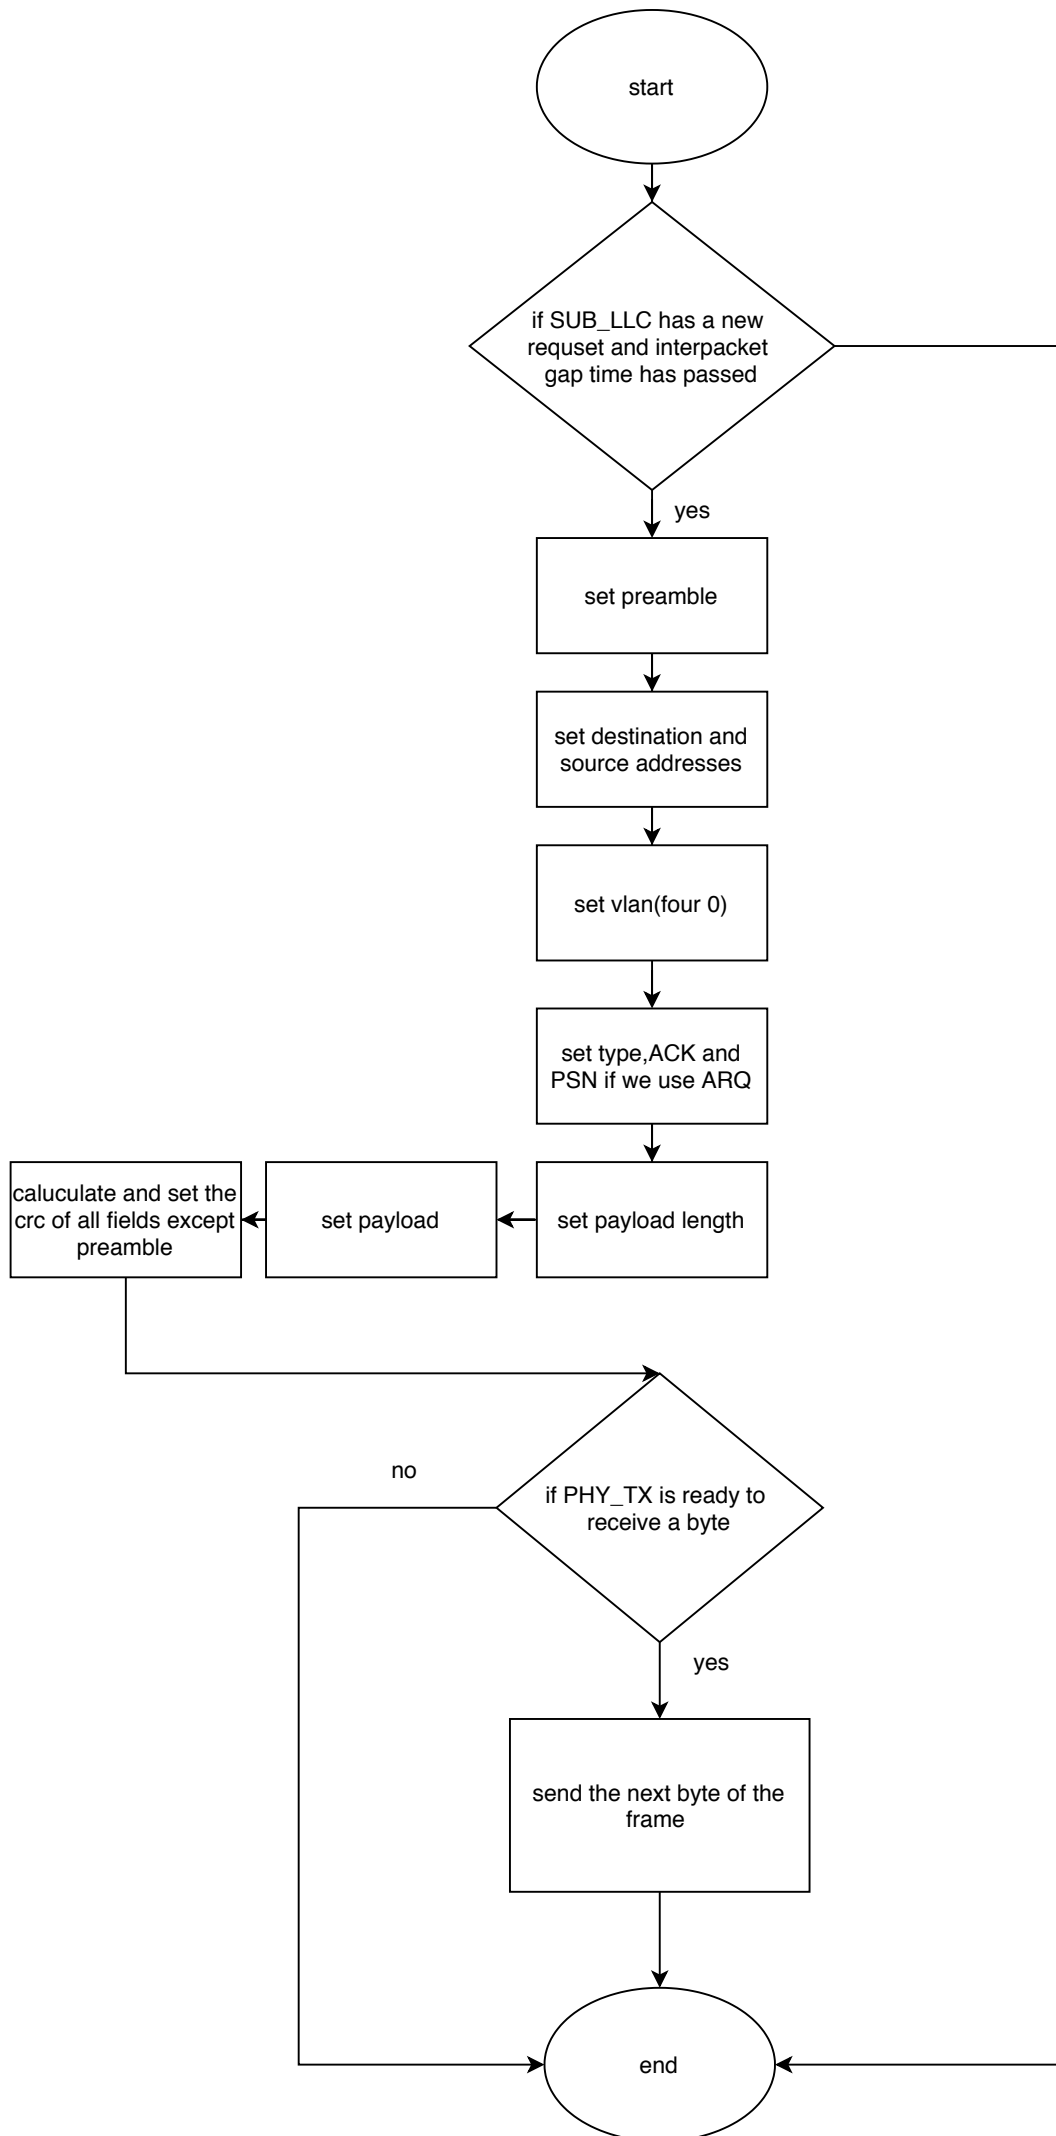 start
if SUB_LLC has a new
requset and interpacket
gap time has passed
yes
set preamble
set destination and
source addresses
set vlan(four 0)
set type,ACK and
PSN if we use ARQ
caluculate and set the
crc of all fields except
preamble
set payload
set payload length
no
if PHY_TX is ready to
receive a byte
yes
send the next byte of the
frame
end